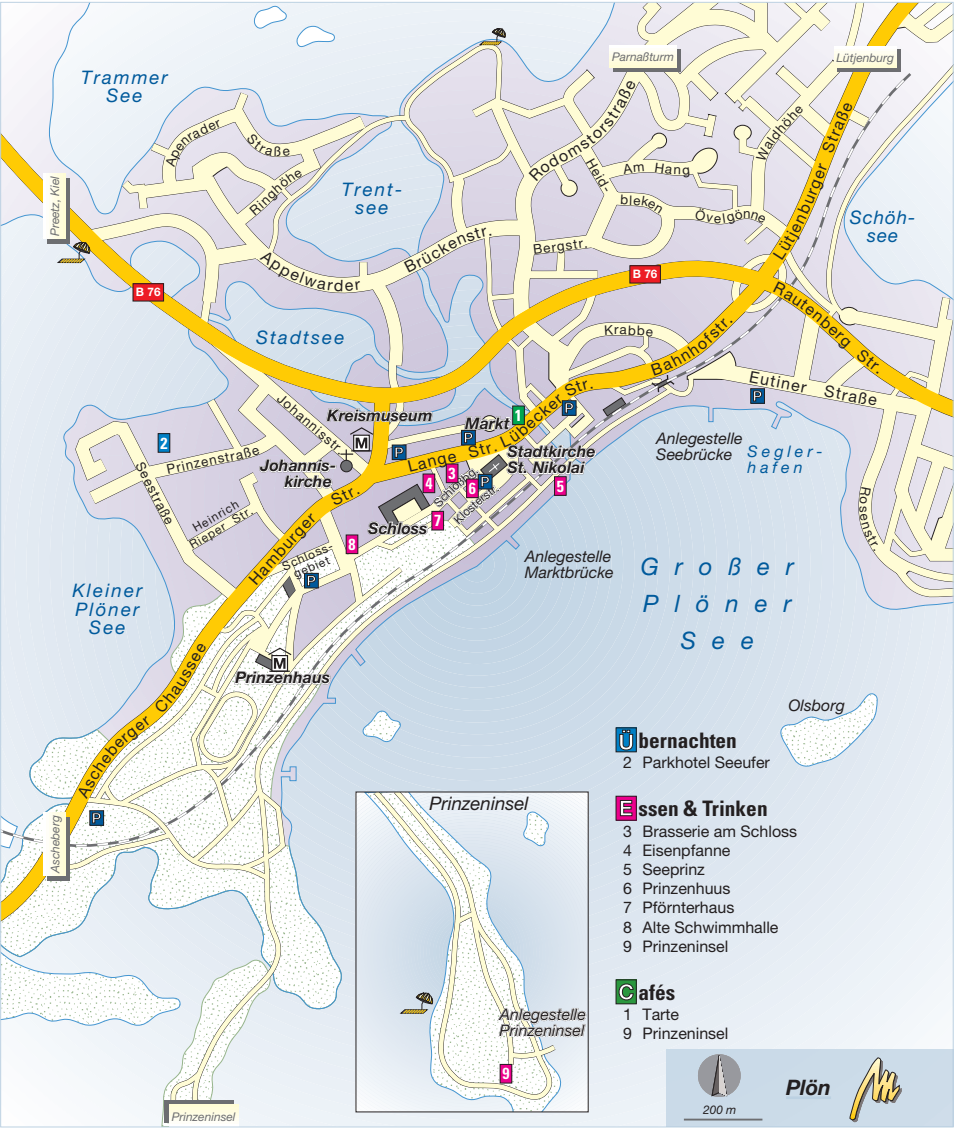 Parnaßturm
Lütjenburg
Trammer
See
Apenrader
Straße
Ringhöhe
Trent-
see
Rodomstorstraße
Heid-
bleken
Am Hang
Övelgönne
Waldhöhe
Lütjenburger Straße
Schöh-
see
Preetz, Kiel
B 76
Appelwarder
Brückenstr.
Bergstr.
B 76
Rautenberg Str.
Stadtsee
Krabbe
Bahnhofstr.
Eutiner Straße
P
Johannisstr.
Kreismuseum
M
P
Markt
P
1
Lübecker Str.
P
2
Prinzenstraße
Seestraße
Johannis-
kirche
Lange Str.
Stadtkirche
St. Nikolai
Anlegestelle
Seebrücke
Segler-
hafen
Rosenstr.
4
3
6
P
5
Klosterstr.
Heinrich
Rieper Str.
Hamburger Str.
Schloss
7
8
Schloss-
gebiet
P
Anlegestelle
Marktbrücke
Großer
Plöner
See
Kleiner
Plöner
See
M
Prinzenhaus
Ascheberger Chaussee
Olsborg
P
Ascheberg
Prinzeninsel
Prinzeninsel
Anlegestelle
Prinzeninsel
9
Übernachten
2 Parkhotel Seeufer
Essen & Trinken
3 Brasserie am Schloss
4 Eisenpfanne
5 Seeprinz
6 Prinzenhuus
7 Pförnterhaus
8 Alte Schwimmhalle
9 Prinzeninsel
Cafés
1 Tarte
9 Prinzeninsel
200 m
Plön